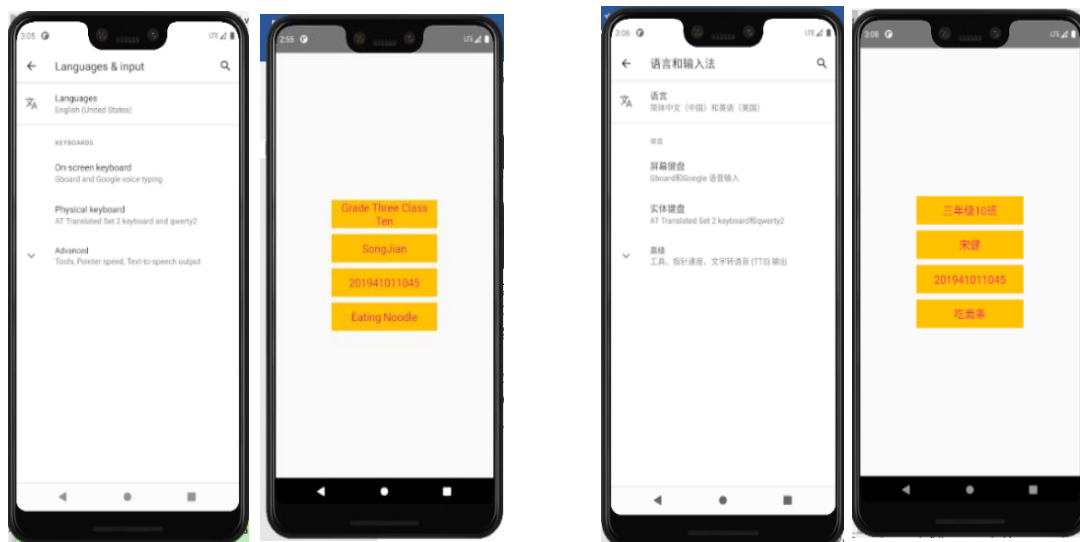 3:05
LTE
Languages & input
Languages
English (United States)
KEYBOARDS
On-screen keyboard
Gboard and Google voice typing
Physical keyboard
AT Translated Set 2 keyboard and qwerty2
Advanced
Tools, Pointer speed, Text-to-speech output
2:55
LTE
Grade Three Class
Ten
SongJian
201941011045
Eating Noodle
3:06
LTE
语言和输入法
语言
简体中文（中国）和英语（美国）
键盘
屏幕键盘
Gboard和Google 语音输入
实体键盘
AT Translated Set 2 keyboard和qwerty2
高级
工具、指针速度、文字转语音 (TTS) 输出
2:08
LTE
三年级10班
宋健
201941011045
吃面条